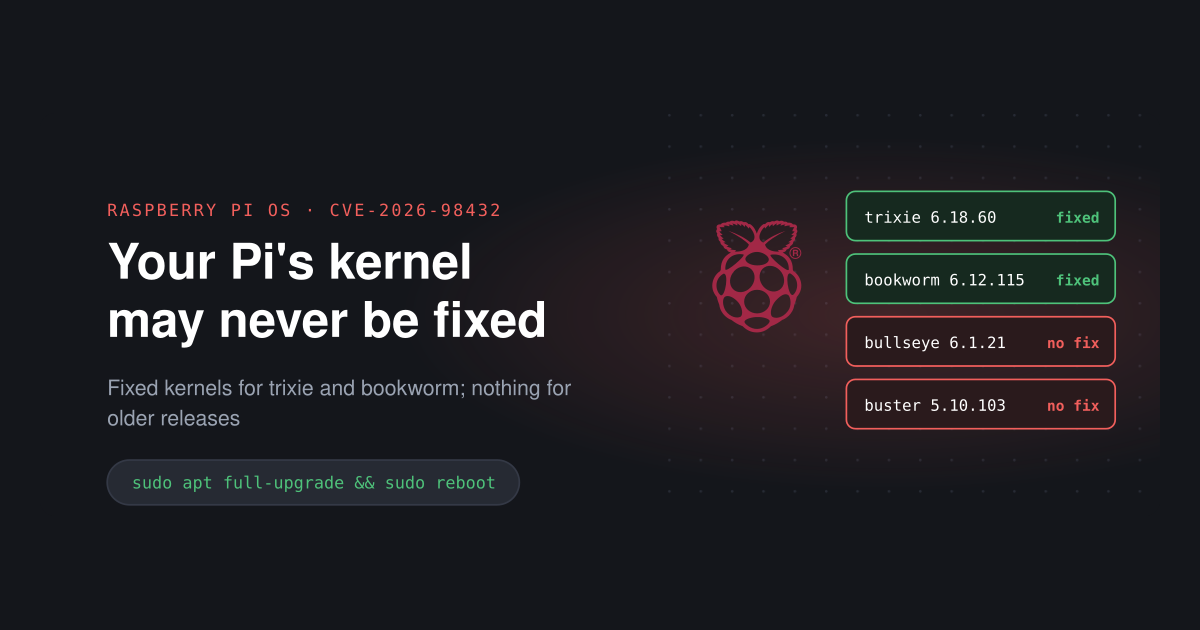 RASPBERRY PI OS · CVE-2026-98432
Your Pi's kernel
may never be fixed
Fixed kernels for trixie and bookworm; nothing for
older releases
sudo apt full-upgrade && sudo reboot
®
trixie 6.18.60 fixed
bookworm 6.12.115 fixed
bullseye 6.1.21 no fix
buster 5.10.103 no fix